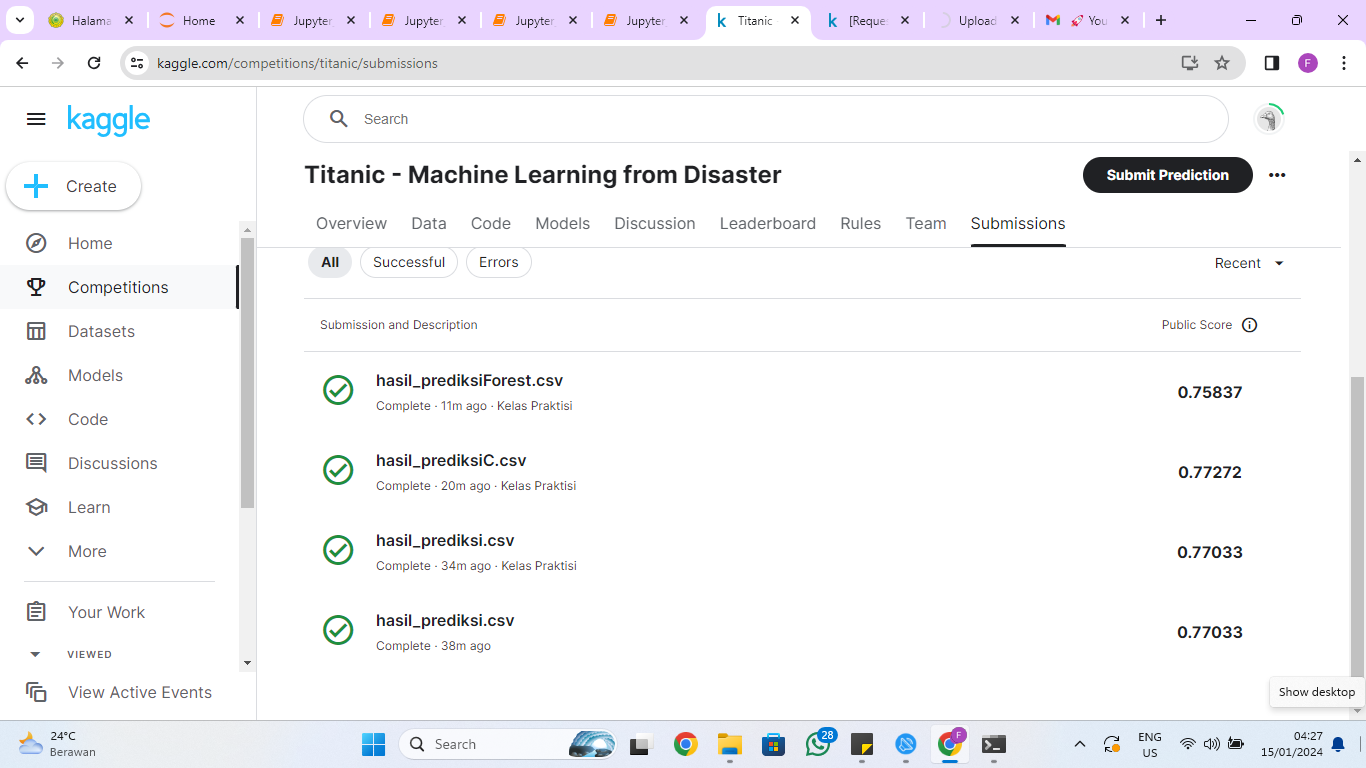 Halama
Home
Jupyter
Jupyter
Jupyter
Jupyter
Titanic
[Reque
Upload
🚀 You
kaggle.com/competitions/titanic/submissions
F
kaggle
Search
Create
Titanic - Machine Learning from Disaster
Submit Prediction
Overview Data Code Models Discussion Leaderboard Rules Team Submissions
All Successful Errors
Recent
Submission and Description
Public Score
hasil_prediksiForest.csv
Complete · 11m ago · Kelas Praktisi
0.75837
hasil_prediksiC.csv
Complete · 20m ago · Kelas Praktisi
0.77272
hasil_prediksi.csv
Complete · 34m ago · Kelas Praktisi
0.77033
hasil_prediksi.csv
Complete · 38m ago
0.77033
Home
Competitions
Datasets
Models
Code
Discussions
Learn
More
Your Work
VIEWED
View Active Events
Show desktop
24°C
Berawan
Search
28
F
ENG
US
04:27
15/01/2024